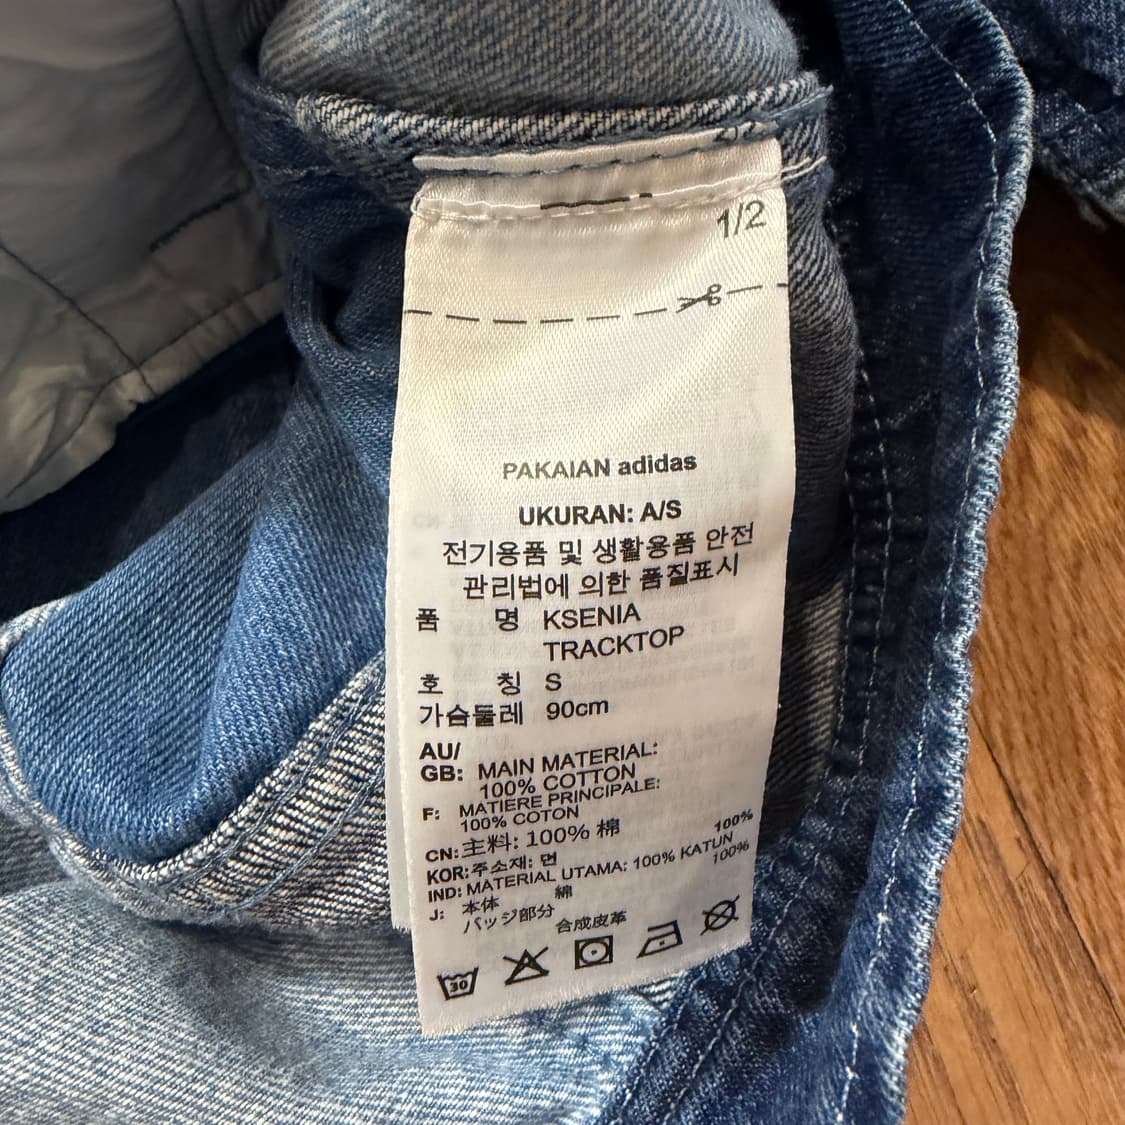 1/2
PAKAIAN adidas
UKURAN: A/S
전기용품 및 생활용품 안전
관리법에 의한 품질표시
품 명 KSENIA
TRACKTOP
호 칭 S
가슴둘레 90cm
AU/
GB: MAIN MATERIAL:
100% COTTON
F: MATIERE PRINCIPALE:
100% COTON
CN: 主料: 100% 棉
KOR: 주소재: 면 100%
IND: MATERIAL UTAMA: 100% KATUN
J: 本体 綿 100%
バッジ部分 合成皮革
30